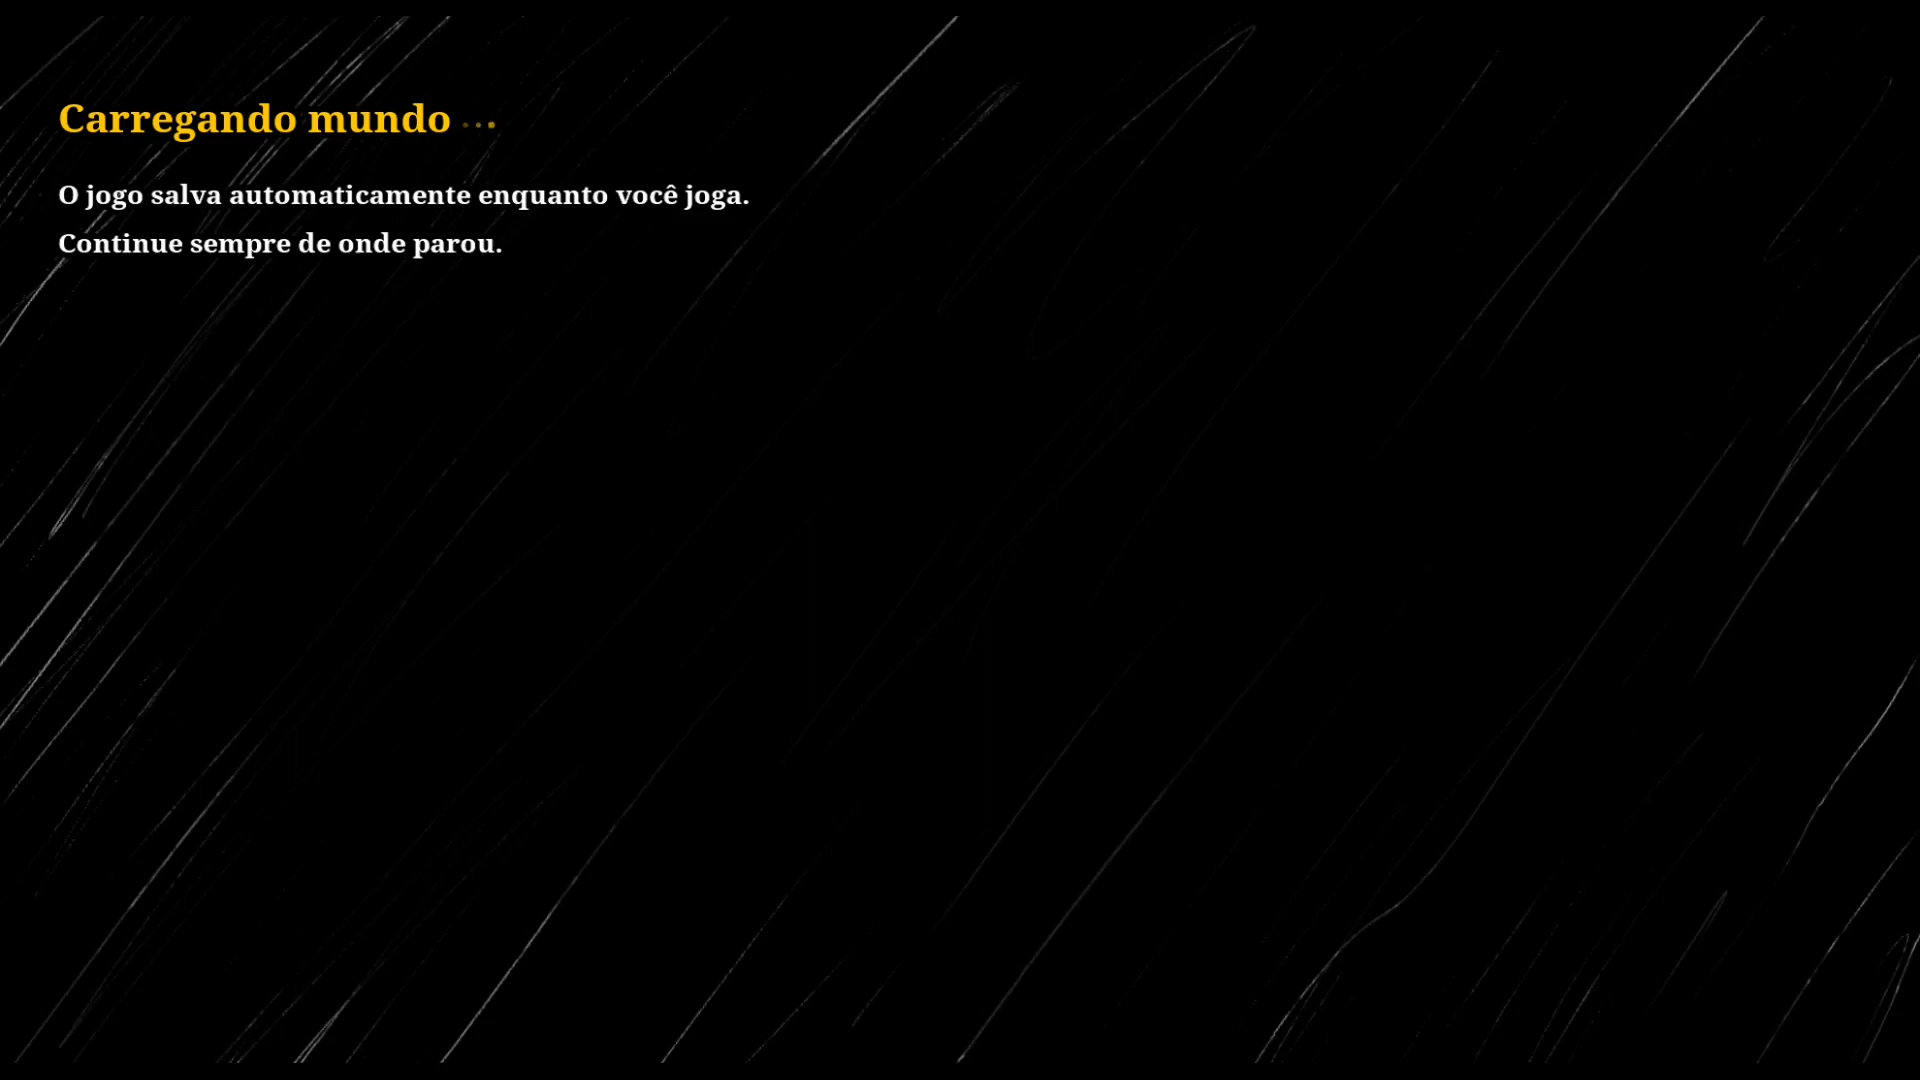 Carregando mundo ...
O jogo salva automaticamente enquanto você joga.
Continue sempre de onde parou.